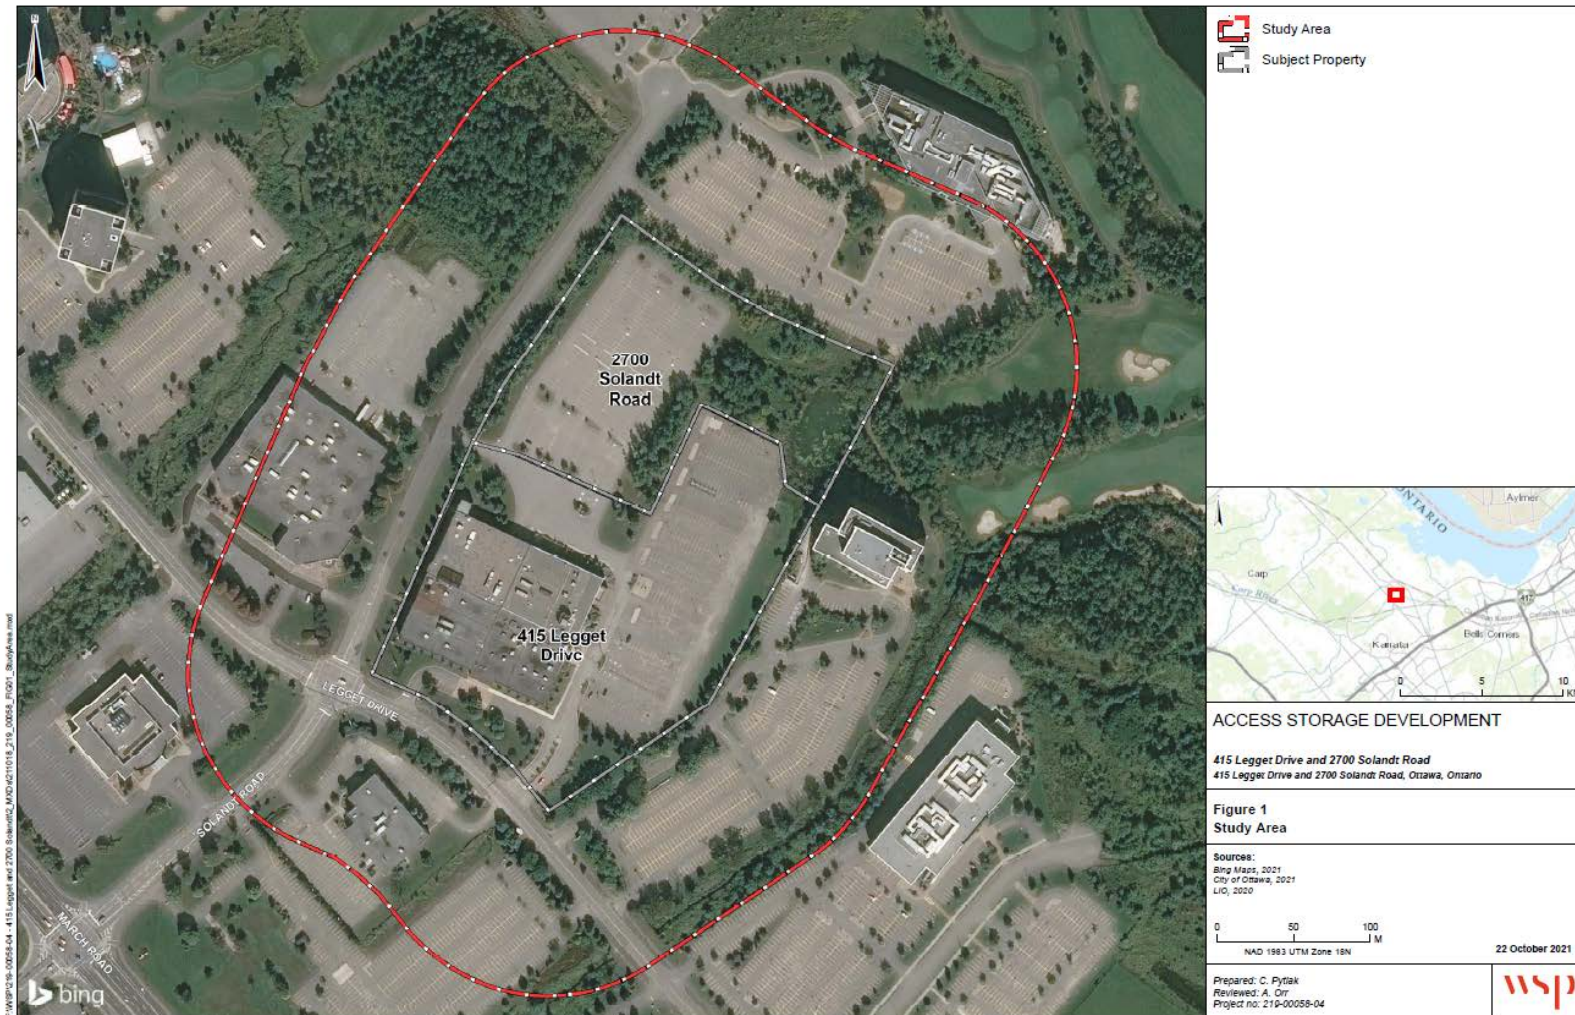 N
Study Area
Subject Property
2700
Solandt
Road
415 Legget
Drive
LEGGET DRIVE
SOLANDT ROAD
MARCH ROAD
bing
ONTARIO
Aylmer
Carp
Carp River
417
Kanata
Bells Corners
0 5 10
ACCESS STORAGE DEVELOPMENT
415 Legget Drive and 2700 Solandt Road
415 Legget Drive and 2700 Solandt Road, Ottawa, Ontario
Figure 1
Study Area
Sources:
Bing Maps, 2021
City of Ottawa, 2021
LIO, 2020
0 50 100
M
NAD 1983 UTM Zone 18N
22 October 2021
Prepared: C. Pytlak
Reviewed: A. Orr
Project no: 219-00058-04
wsp